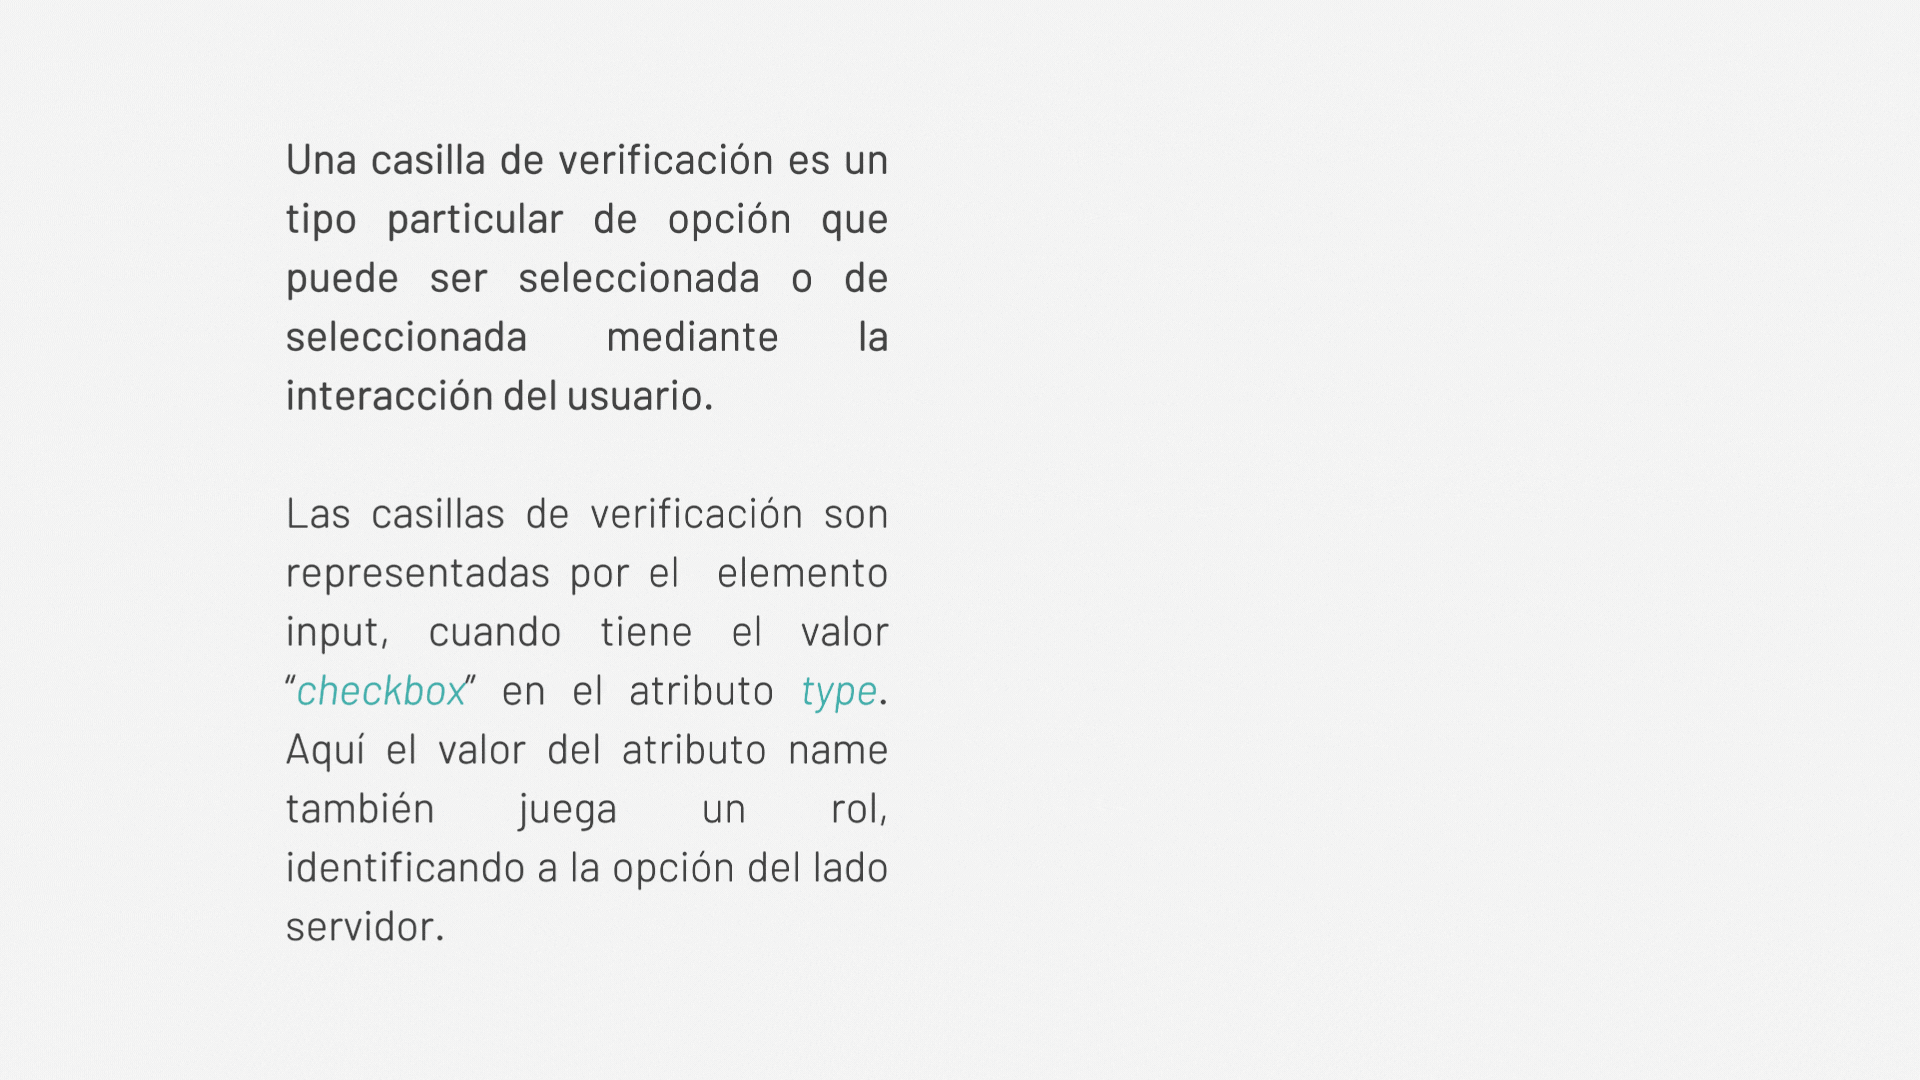 Una casilla de verificación es un
tipo particular de opción que
puede ser seleccionada o de
seleccionada mediante la
interacción del usuario.
Las casillas de verificación son
representadas por el elemento
input, cuando tiene el valor
“checkbox” en el atributo type.
Aquí el valor del atributo name
también juega un rol,
identificando a la opción del lado
servidor.